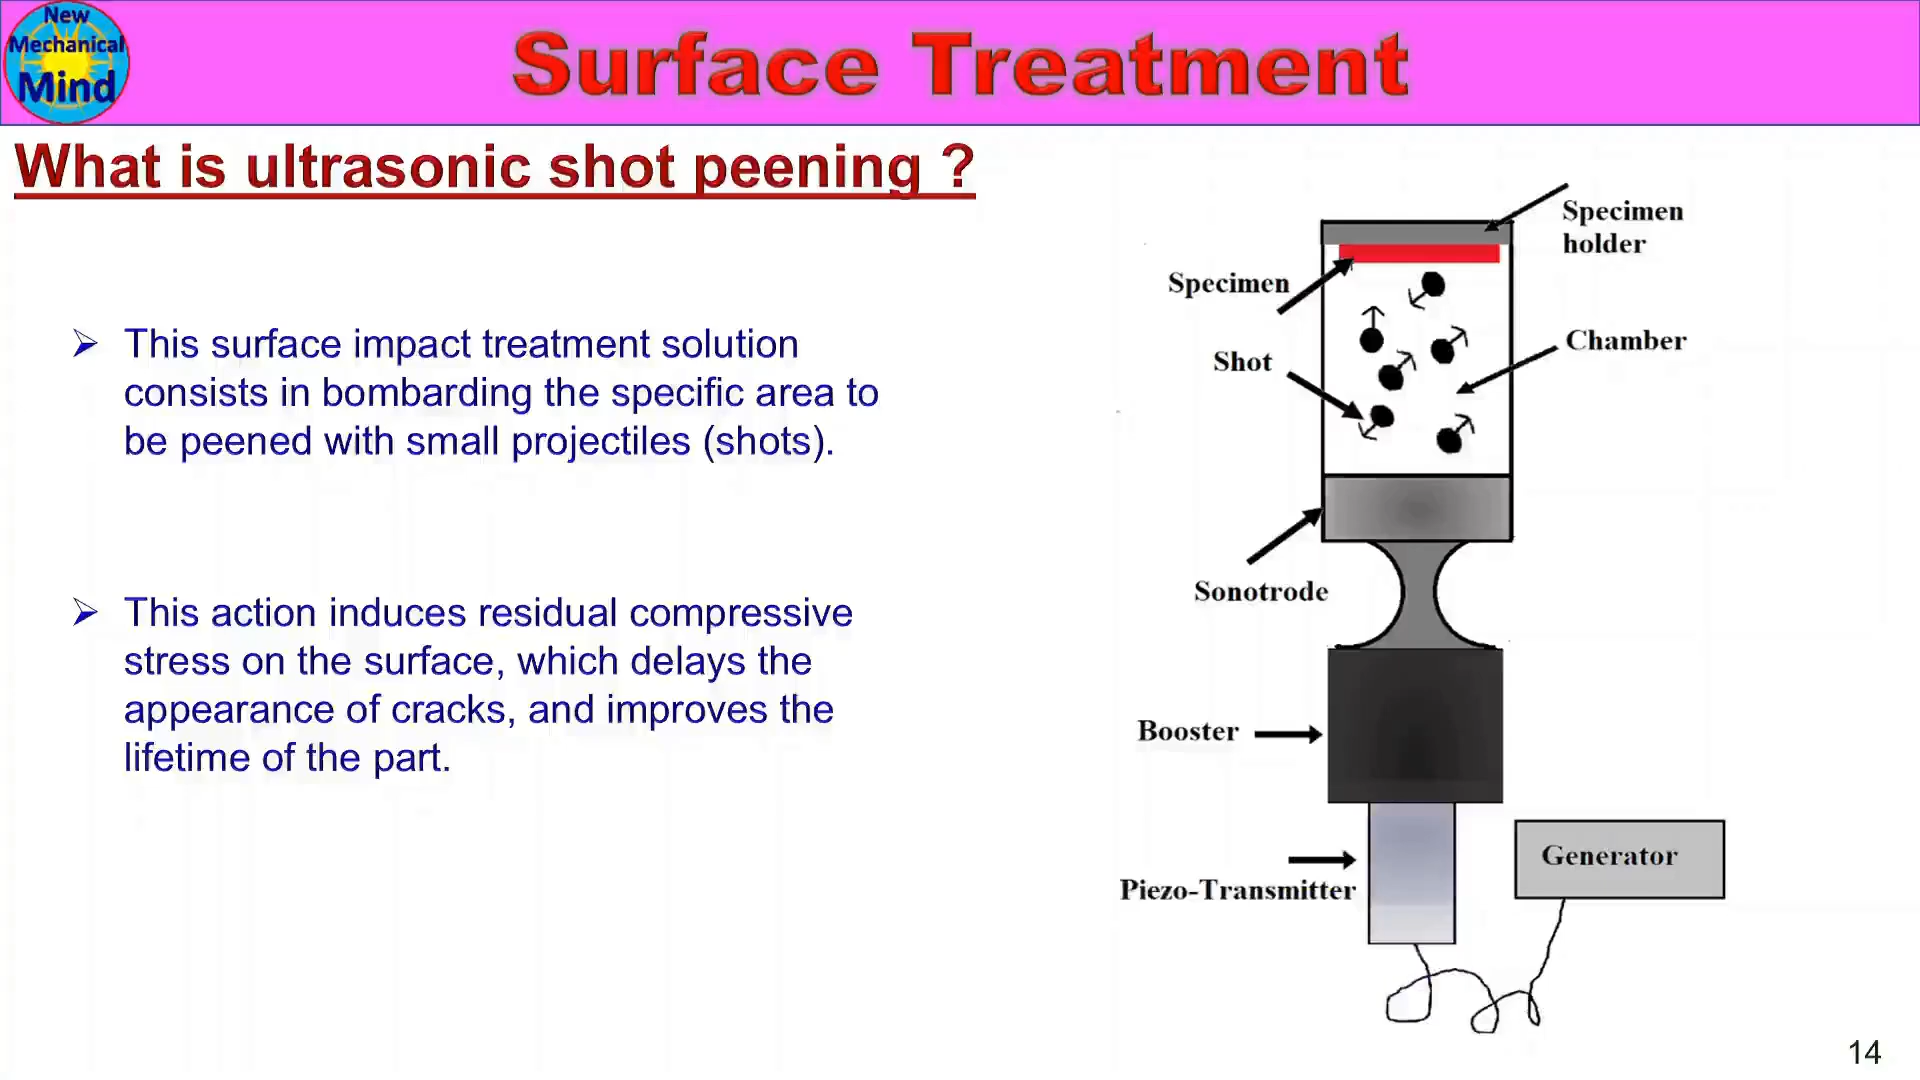 New
Mechanical
Mind
Surface Treatment
What is ultrasonic shot peening ?
➢ This surface impact treatment solution
consists in bombarding the specific area to
be peened with small projectiles (shots).
➢ This action induces residual compressive
stress on the surface, which delays the
appearance of cracks, and improves the
lifetime of the part.
Specimen
holder
Specimen
Chamber
Shot
Sonotrode
Booster
Generator
Piezo-Transmitter
14